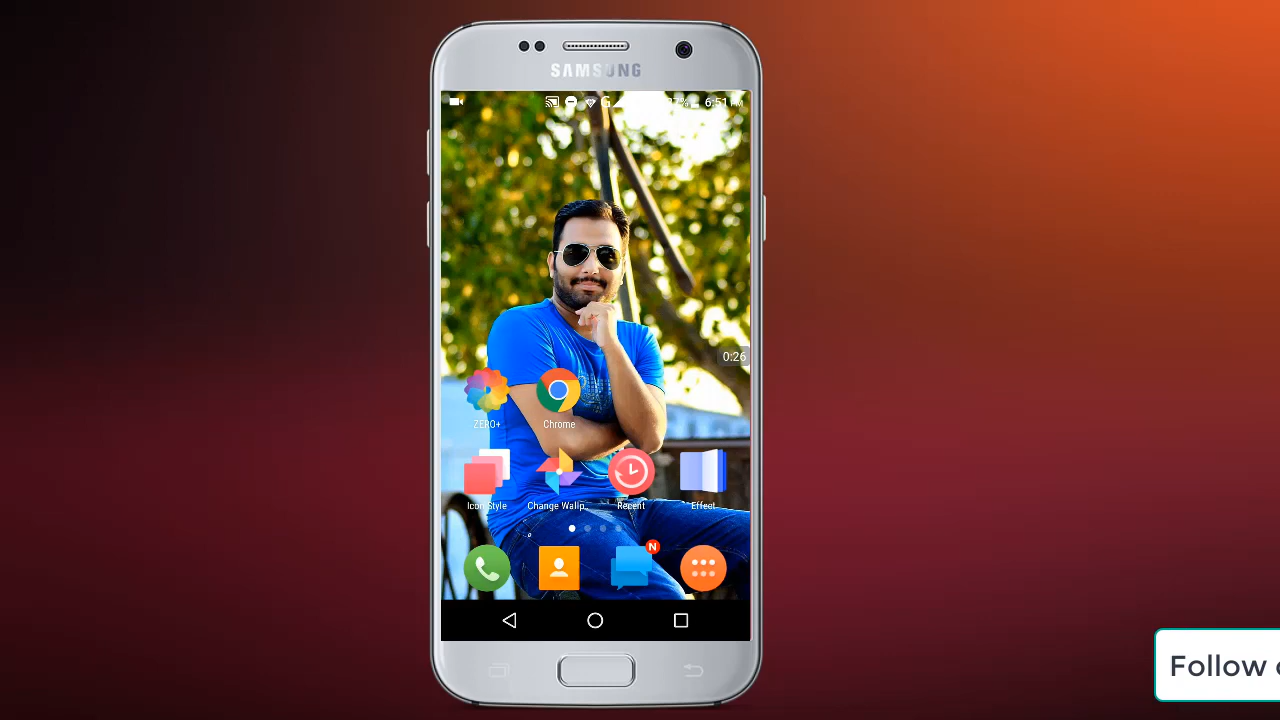 SAMSUNG
G 6:51 PM
0:26
ZERO+ Chrome
Icon Style Change Wallp.. Recent Effect
N
Follow